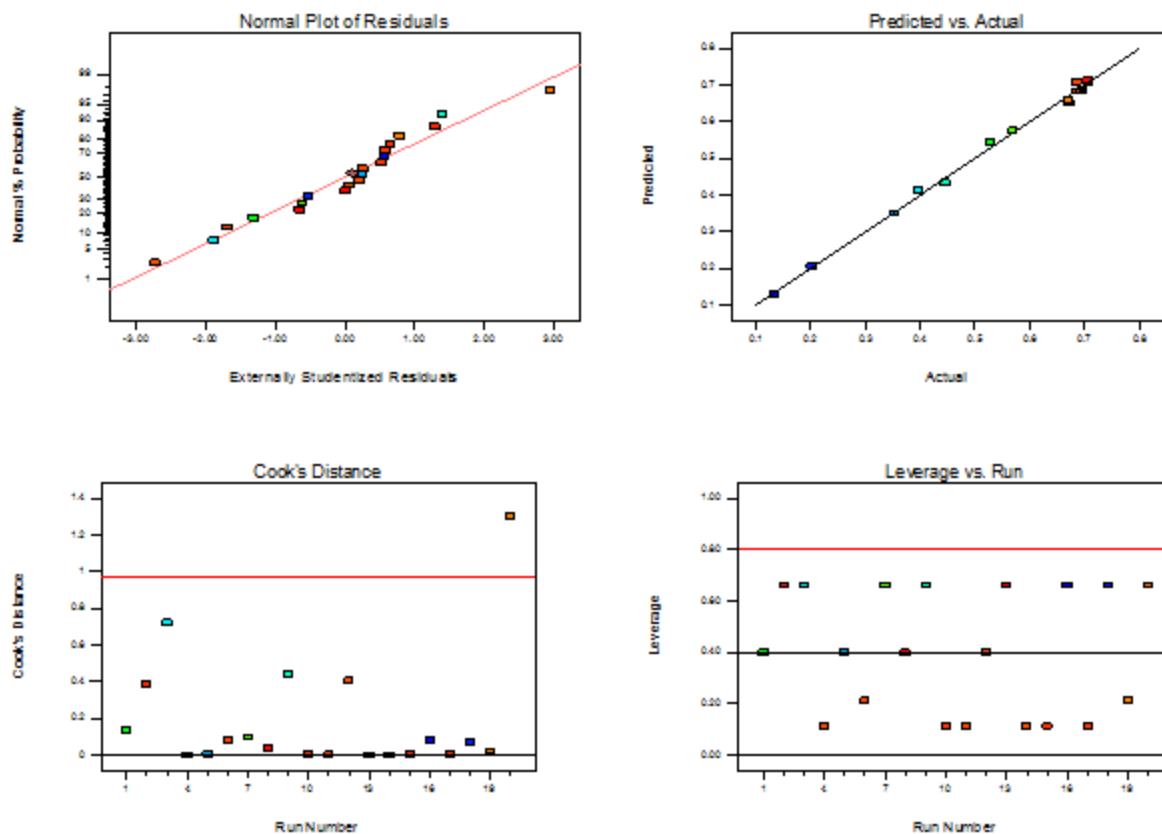 Normal Plot of Residuals
Normal % Probability
99
95
90
80
70
50
30
20
10
5
1
-3.00 -2.00 -1.00 0.00 1.00 2.00 3.00
Externally Studentized Residuals
Predicted vs. Actual
Predicted
0.8
0.7
0.6
0.5
0.4
0.3
0.2
0.1
0.1 0.2 0.3 0.4 0.5 0.6 0.7 0.8
Actual
Cook's Distance
Cook's Distance
1.4
1.2
1
0.8
0.6
0.4
0.2
0
1 4 7 10 13 16 19
Run Number
Leverage vs. Run
Leverage
1.00
0.80
0.60
0.40
0.20
0.00
1 4 7 10 13 16 19
Run Number